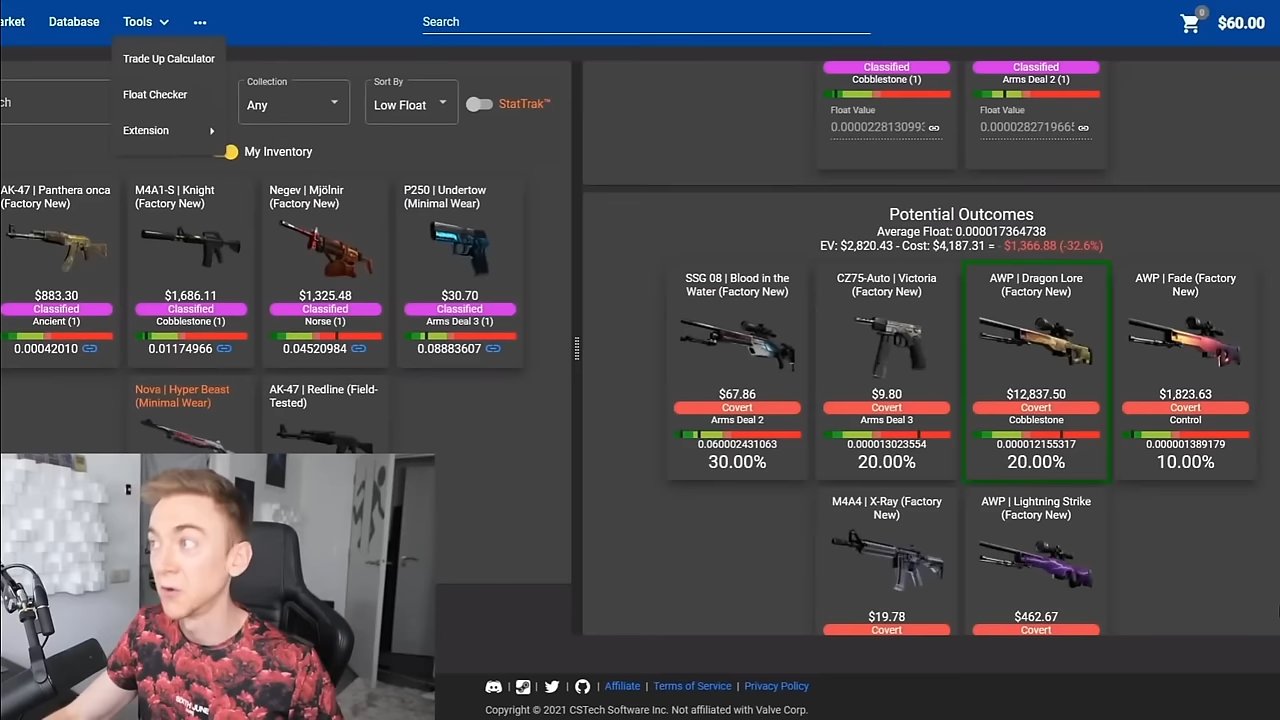 arket
Database
Tools
Search
0
$60.00
Trade Up Calculator
Float Checker
Extension
ch
Collection
Any
Sort By
Low Float
StatTrak™
My Inventory
AK-47 | Panthera onca
(Factory New)
$883.30
Classified
Ancient (1)
0.00042010
M4A1-S | Knight
(Factory New)
$1,686.11
Classified
Cobblestone (1)
0.01174966
Negev | Mjölnir
(Factory New)
$1,325.48
Classified
Norse (1)
0.04520984
P250 | Undertow
(Minimal Wear)
$30.70
Classified
Arms Deal 3 (1)
0.08883607
Nova | Hyper Beast
(Minimal Wear)
AK-47 | Redline (Field-
Tested)
Classified
Cobblestone (1)
Float Value
Classified
Arms Deal 2 (1)
Float Value
Potential Outcomes
Average Float: 0.000017364738
EV: $2,820.43 - Cost: $4,187.31 = - $1,366.88 (-32.6%)
SSG 08 | Blood in the
Water (Factory New)
$67.86
Covert
Arms Deal 2
0.060002431063
30.00%
CZ75-Auto | Victoria
(Factory New)
$9.80
Covert
Arms Deal 3
0.000013023554
20.00%
AWP | Dragon Lore
(Factory New)
$12,837.50
Covert
Cobblestone
0.000012155317
20.00%
AWP | Fade (Factory
New)
$1,823.63
Covert
Control
0.000001389179
10.00%
M4A4 | X-Ray (Factory
New)
$19.78
Covert
AWP | Lightning Strike
(Factory New)
$462.67
Covert
Affiliate | Terms of Service | Privacy Policy
Copyright © 2021 CSTech Software Inc. Not affiliated with Valve Corp.